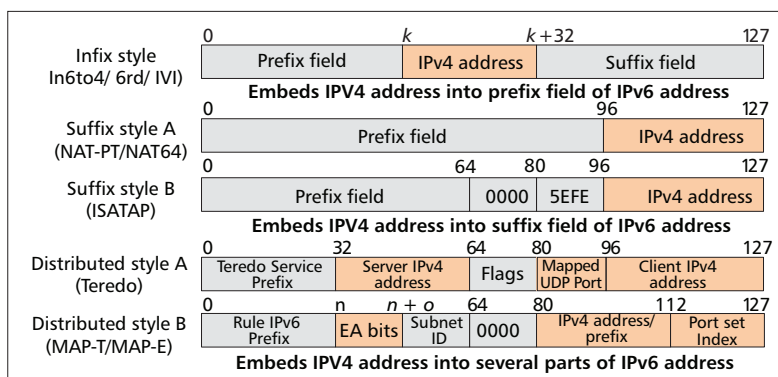 0 k k+32 127
Infix style
In6to4/ 6rd/ IVI)
Prefix field IPv4 address Suffix field
Embeds IPV4 address into prefix field of IPv6 address
0 96 127
Suffix style A
(NAT-PT/NAT64)
Prefix field IPv4 address
0 64 80 96 127
Suffix style B
(ISATAP)
Prefix field 0000 5EFE IPv4 address
Embeds IPV4 address into suffix field of IPv6 address
0 32 64 80 96 127
Distributed style A
(Teredo)
Teredo Service
Prefix
Server IPv4
address
Flags
Mapped
UDP Port
Client IPv4
address
0 n n + o 64 80 112 127
Distributed style B
(MAP-T/MAP-E)
Rule IPv6
Prefix
EA bits
Subnet
ID
0000
IPv4 address/
prefix
Port set
Index
Embeds IPV4 address into several parts of IPv6 address